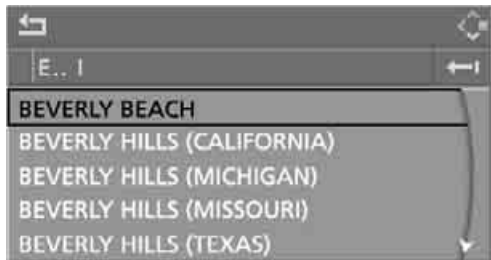 E.. I
BEVERLY BEACH
BEVERLY HILLS (CALIFORNIA)
BEVERLY HILLS (MICHIGAN)
BEVERLY HILLS (MISSOURI)
BEVERLY HILLS (TEXAS)